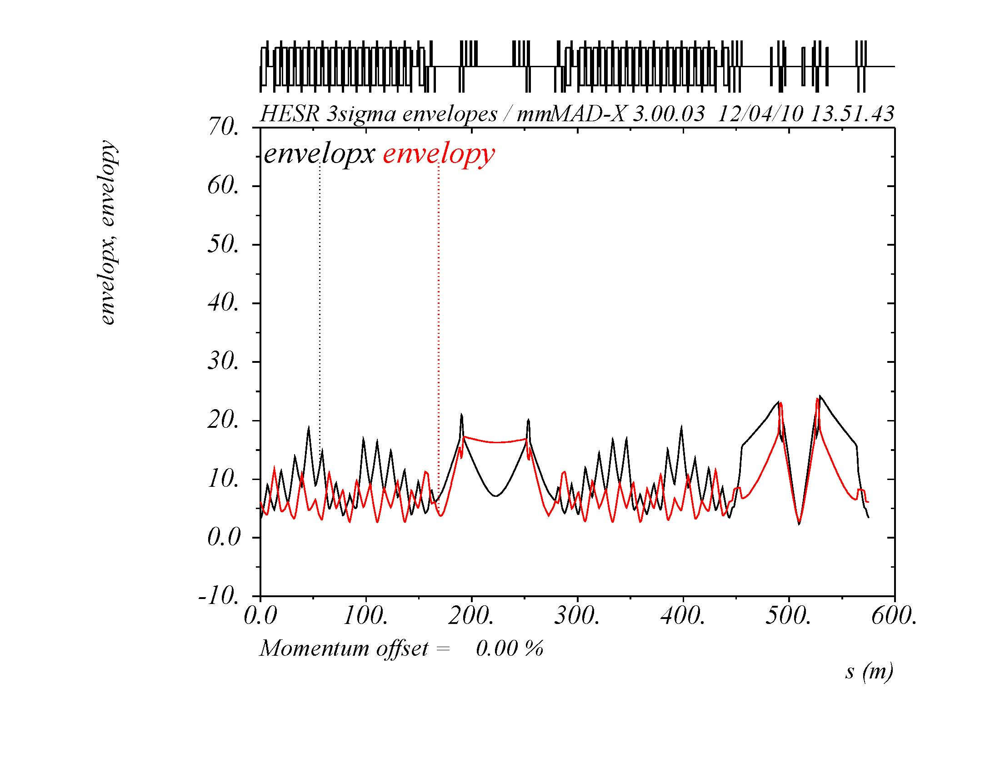 HESR 3sigma envelopes / mmMAD-X 3.00.03 12/04/10 13.51.43
70.
envelopx envelopy
60.
50.
40.
30.
20.
10.
0.0
-10.
envelopx, envelopy
0.0 100. 200. 300. 400. 500. 600.
Momentum offset = 0.00 %
s (m)